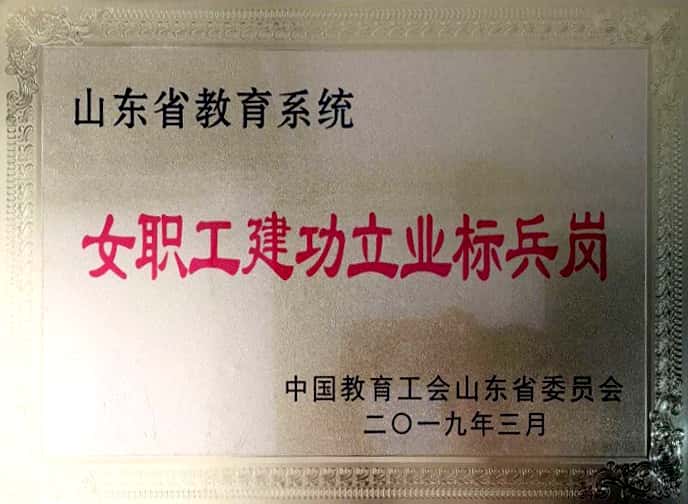 山东省教育系统
女职工建功立业标兵岗
中国教育工会山东省委员会
二〇一九年三月